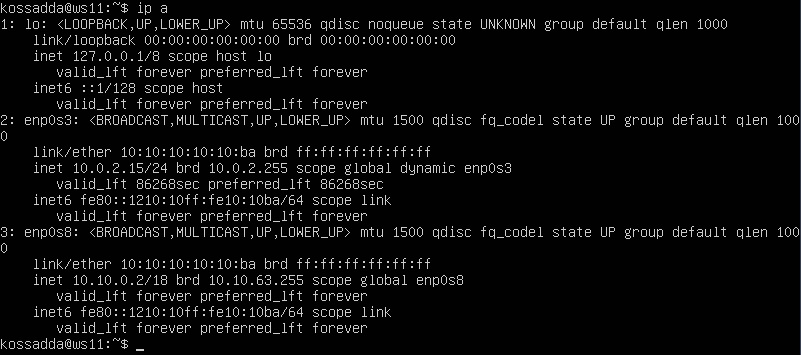 kossadda@ws11:~$ ip a
1: lo: <LOOPBACK,UP,LOWER_UP> mtu 65536 qdisc noqueue state UNKNOWN group default qlen 1000
    link/loopback 00:00:00:00:00:00 brd 00:00:00:00:00:00
    inet 127.0.0.1/8 scope host lo
       valid_lft forever preferred_lft forever
    inet6 ::1/128 scope host
       valid_lft forever preferred_lft forever
2: enp0s3: <BROADCAST,MULTICAST,UP,LOWER_UP> mtu 1500 qdisc fq_codel state UP group default qlen 100
0
    link/ether 10:10:10:10:10:ba brd ff:ff:ff:ff:ff:ff
    inet 10.0.2.15/24 brd 10.0.2.255 scope global dynamic enp0s3
       valid_lft 86268sec preferred_lft 86268sec
    inet6 fe80::1210:10ff:fe10:10ba/64 scope link
       valid_lft forever preferred_lft forever
3: enp0s8: <BROADCAST,MULTICAST,UP,LOWER_UP> mtu 1500 qdisc fq_codel state UP group default qlen 100
0
    link/ether 10:10:10:10:10:ba brd ff:ff:ff:ff:ff:ff
    inet 10.10.0.2/18 brd 10.10.63.255 scope global enp0s8
       valid_lft forever preferred_lft forever
    inet6 fe80::1210:10ff:fe10:10ba/64 scope link
       valid_lft forever preferred_lft forever
kossadda@ws11:~$ _